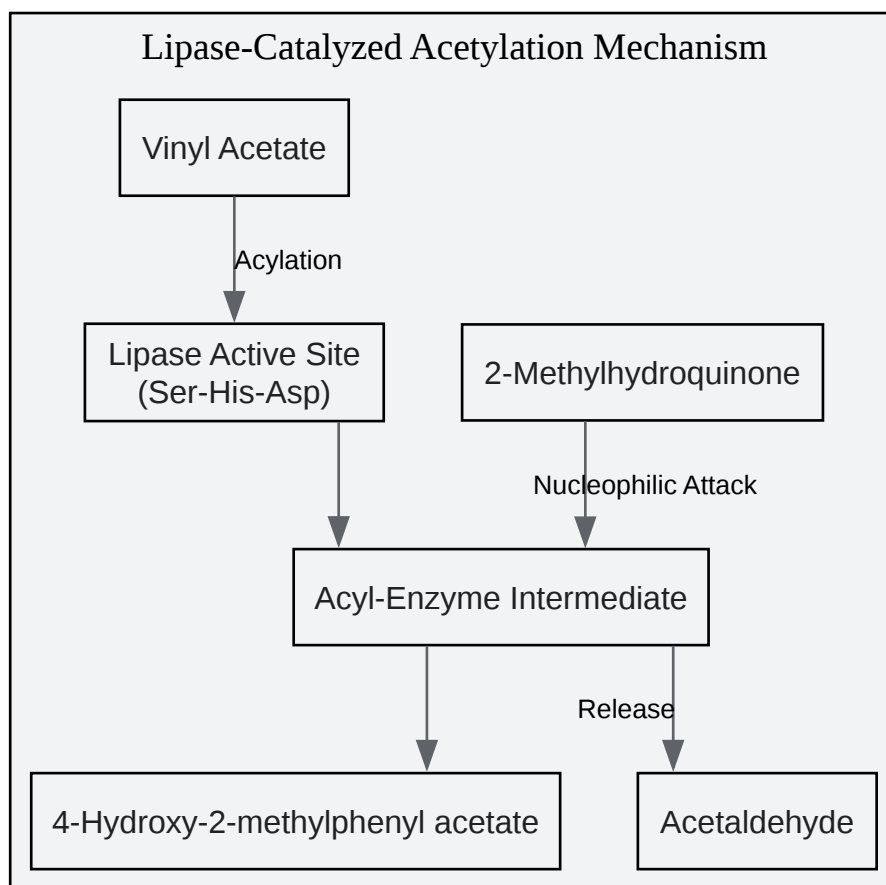 Lipase-Catalyzed Acetylation Mechanism
Vinyl Acetate
Acylation
Lipase Active Site
(Ser-His-Asp)
2-Methylhydroquinone
Nucleophilic Attack
Acyl-Enzyme Intermediate
Release
4-Hydroxy-2-methylphenyl acetate
Acetaldehyde